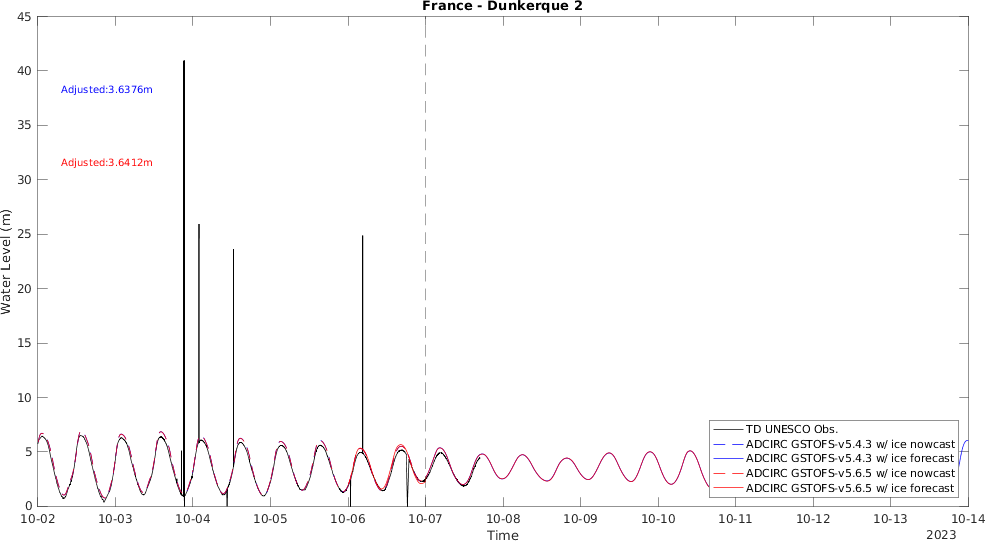 France - Dunkerque 2
45
40
35
30
25
20
15
10
5
0
Water Level (m)
Adjusted:3.6376m
Adjusted:3.6412m
TD UNESCO Obs.
ADCIRC GSTOFS-v5.4.3 w/ ice nowcast
ADCIRC GSTOFS-v5.4.3 w/ ice forecast
ADCIRC GSTOFS-v5.6.5 w/ ice nowcast
ADCIRC GSTOFS-v5.6.5 w/ ice forecast
10-02 10-03 10-04 10-05 10-06 10-07 10-08 10-09 10-10 10-11 10-12 10-13 10-14
Time
2023